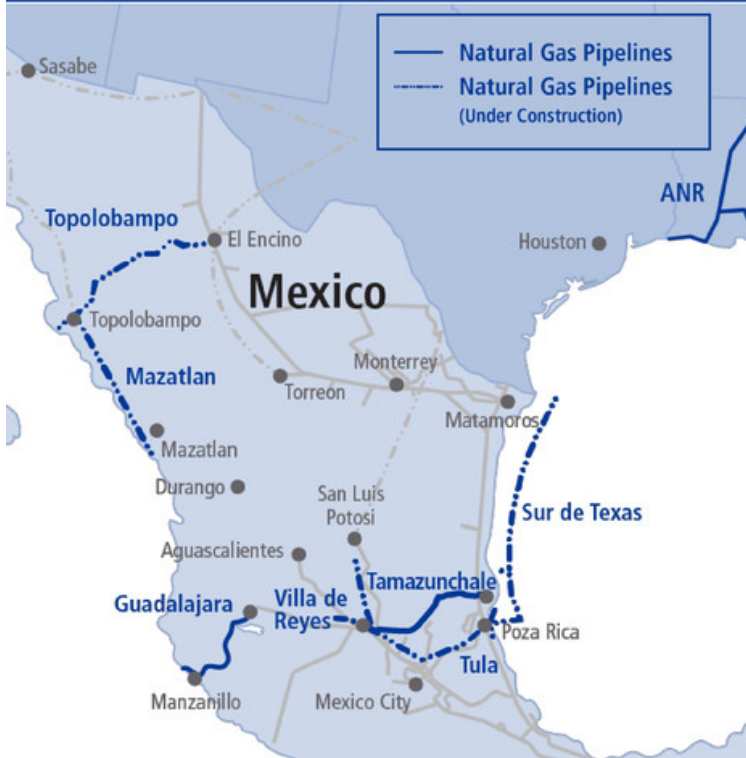 Natural Gas Pipelines
Natural Gas Pipelines
(Under Construction)
Sasabe
ANR
Topolobampo
El Encino
Houston
Mexico
Topolobampo
Monterrey
Mazatlan
Torreon
Matamoros
Mazatlan
Durango
San Luis
Potosi
Sur de Texas
Aguascalientes
Tamazunchale
Guadalajara
Villa de
Reyes
Poza Rica
Tula
Manzanillo
Mexico City